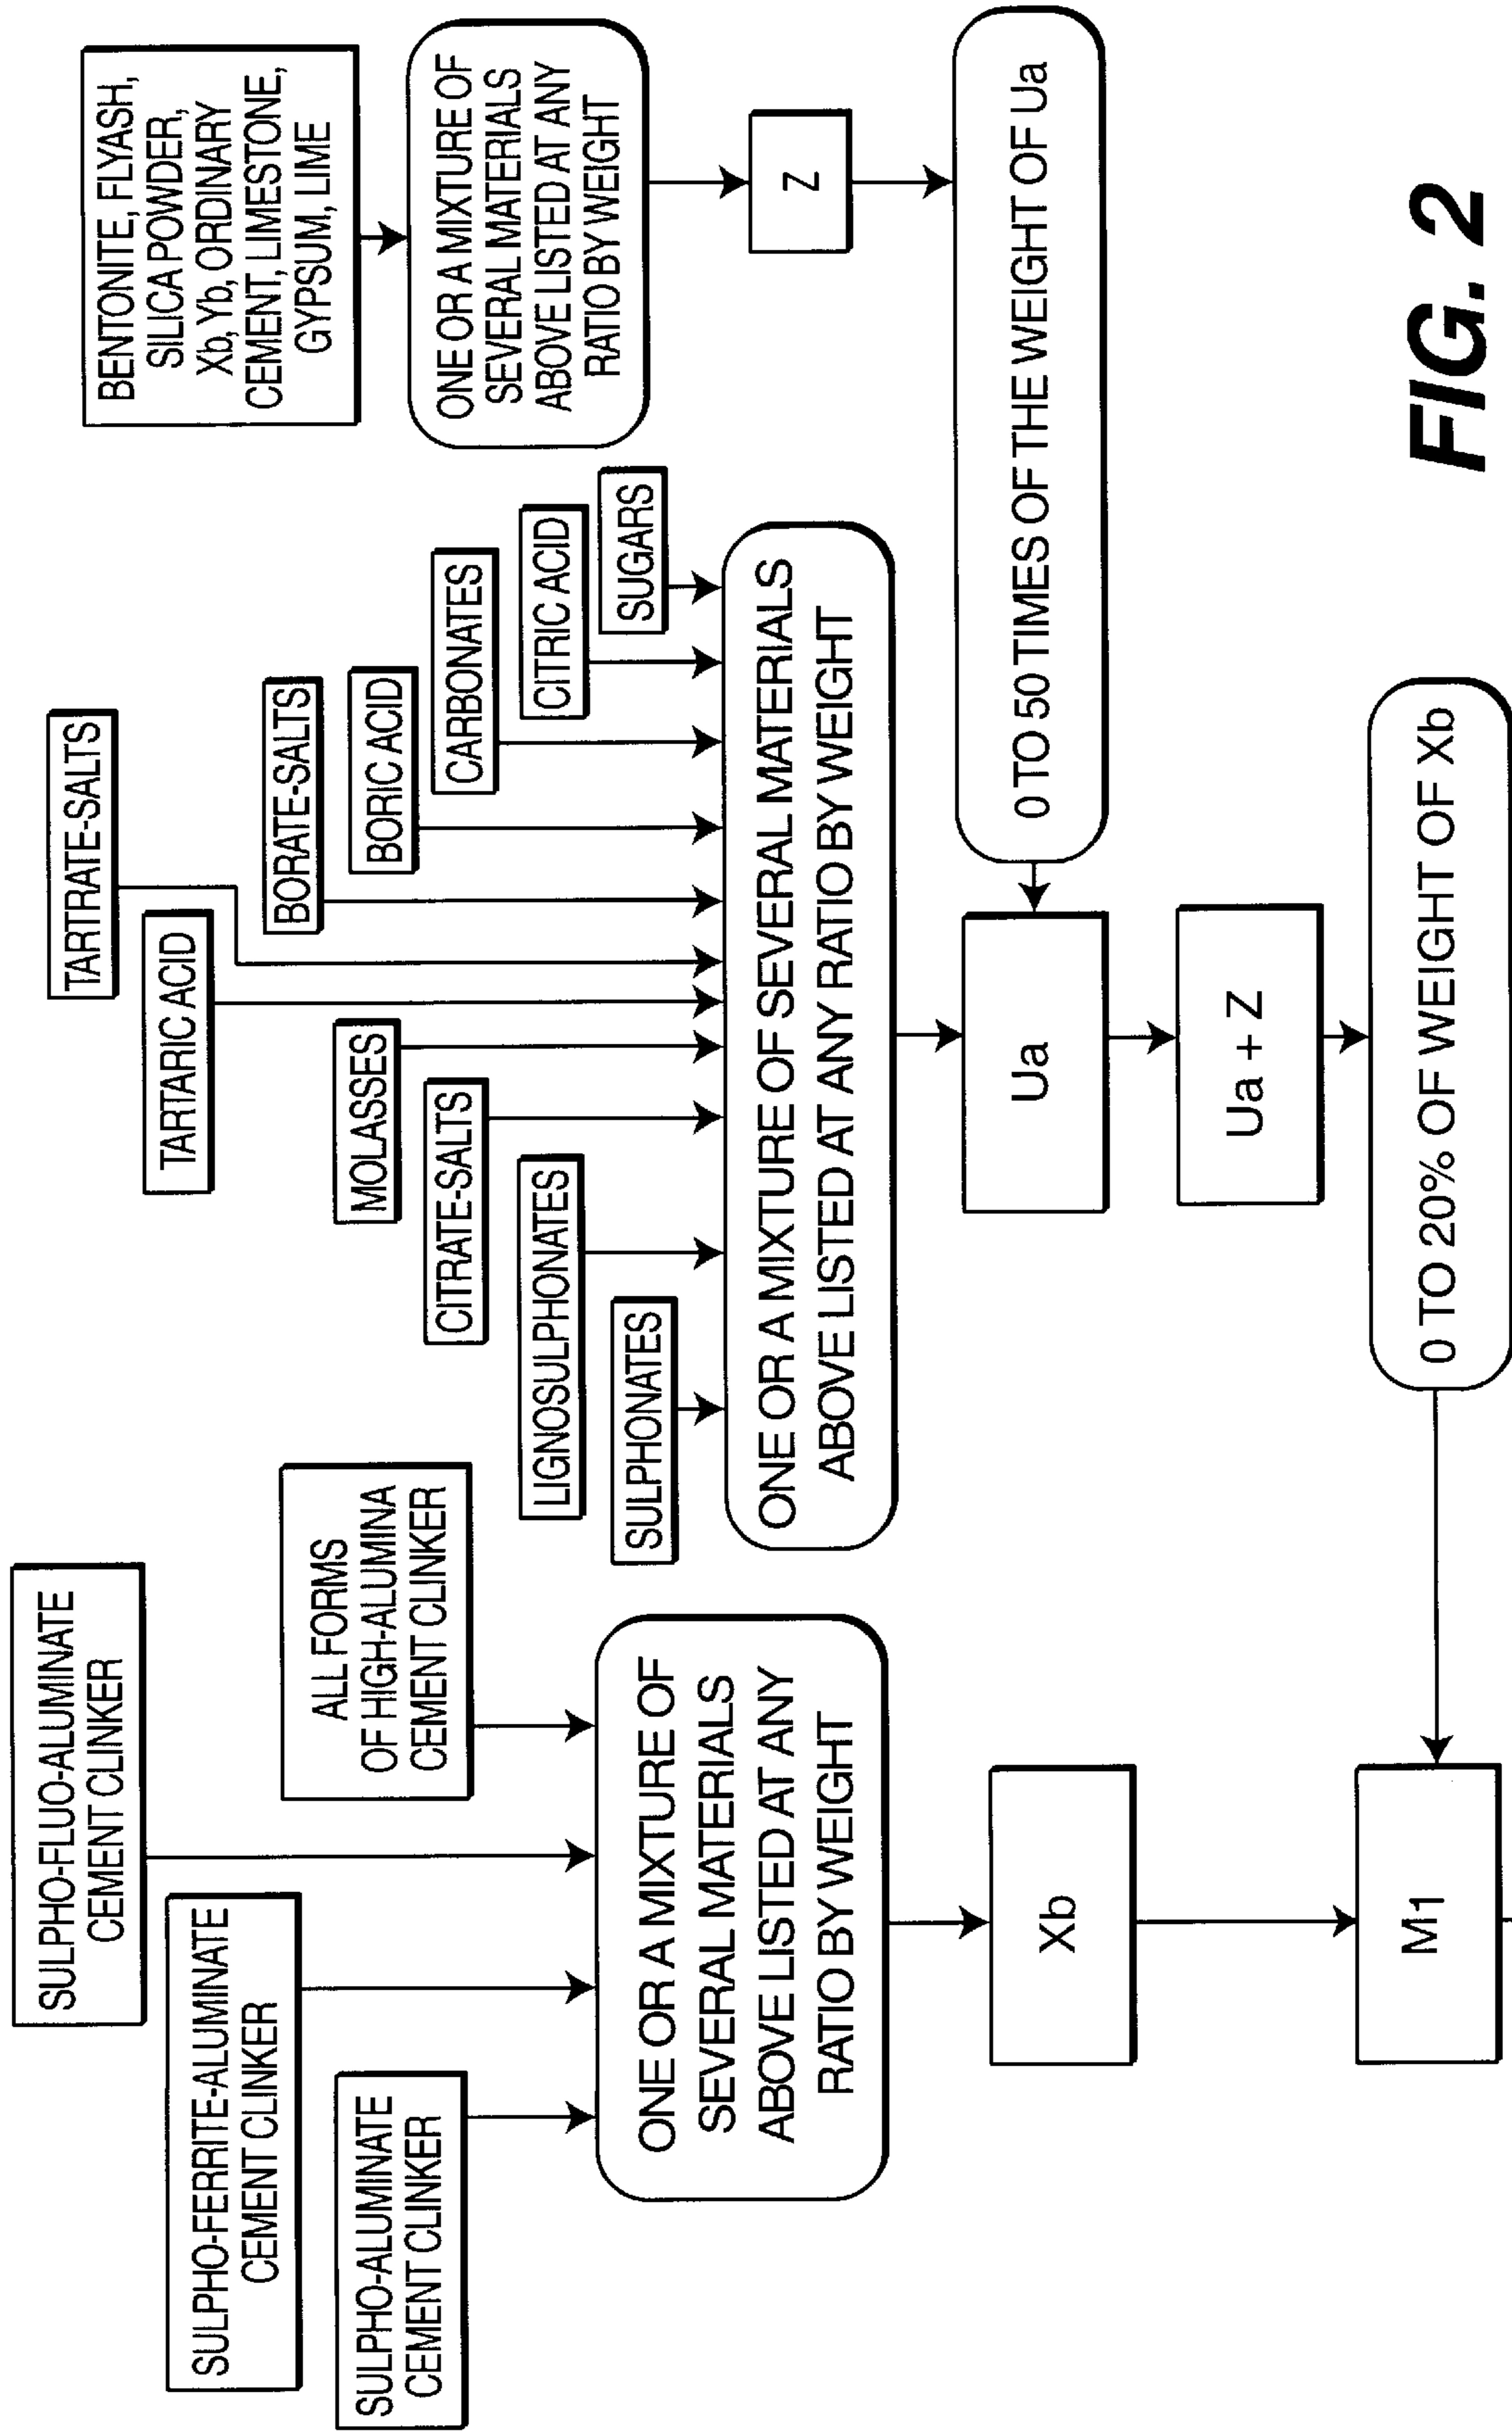 SULPHO-FLUO-ALUMINATE
CEMENT CLINKER
SULPHO-FERRITE-ALUMINATE
CEMENT CLINKER
SULPHO-ALUMINATE
CEMENT CLINKER
ALL FORMS
OF HIGH-ALUMINA
CEMENT CLINKER
ONE OR A MIXTURE OF
SEVERAL MATERIALS
ABOVE LISTED AT ANY
RATIO BY WEIGHT
Xb
M1
TARTRATE-SALTS
TARTARIC ACID
MOLASSES
CITRATE-SALTS
LIGNOSULPHONATES
SULPHONATES
BORATE-SALTS
BORIC ACID
CARBONATES
CITRIC ACID
SUGARS
ONE OR A MIXTURE OF SEVERAL MATERIALS
ABOVE LISTED AT ANY RATIO BY WEIGHT
Ua
Ua + Z
0 TO 20% OF WEIGHT OF Xb
BENTONITE, FLYASH,
SILICA POWDER,
Xb, Yb, ORDINARY
CEMENT, LIMESTONE,
GYPSUM, LIME
ONE OR A MIXTURE OF
SEVERAL MATERIALS
ABOVE LISTED AT ANY
RATIO BY WEIGHT
Z
0 TO 50 TIMES OF THE WEIGHT OF Ua
FIG. 2